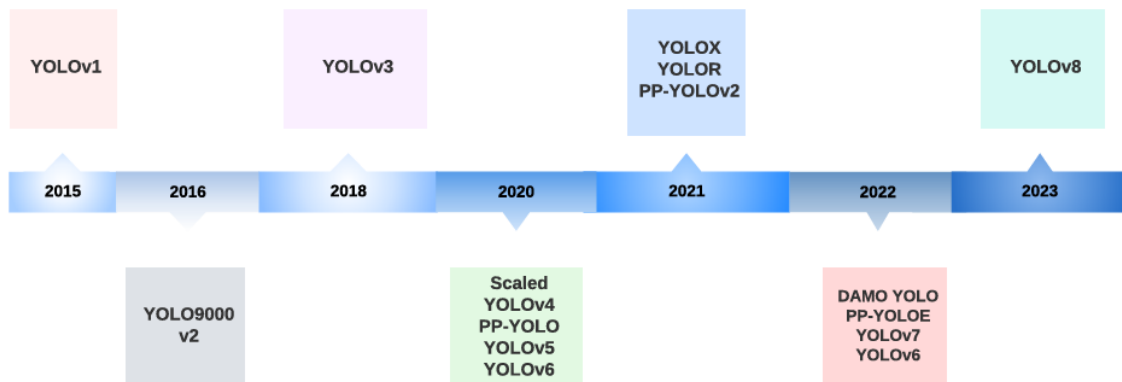 YOLOv1
YOLOv3
YOLOX
YOLOR
PP-YOLOv2
YOLOv8
2015
2016
2018
2020
2021
2022
2023
YOLO9000
v2
Scaled
YOLOv4
PP-YOLO
YOLOv5
YOLOv6
DAMO YOLO
PP-YOLOE
YOLOv7
YOLOv6